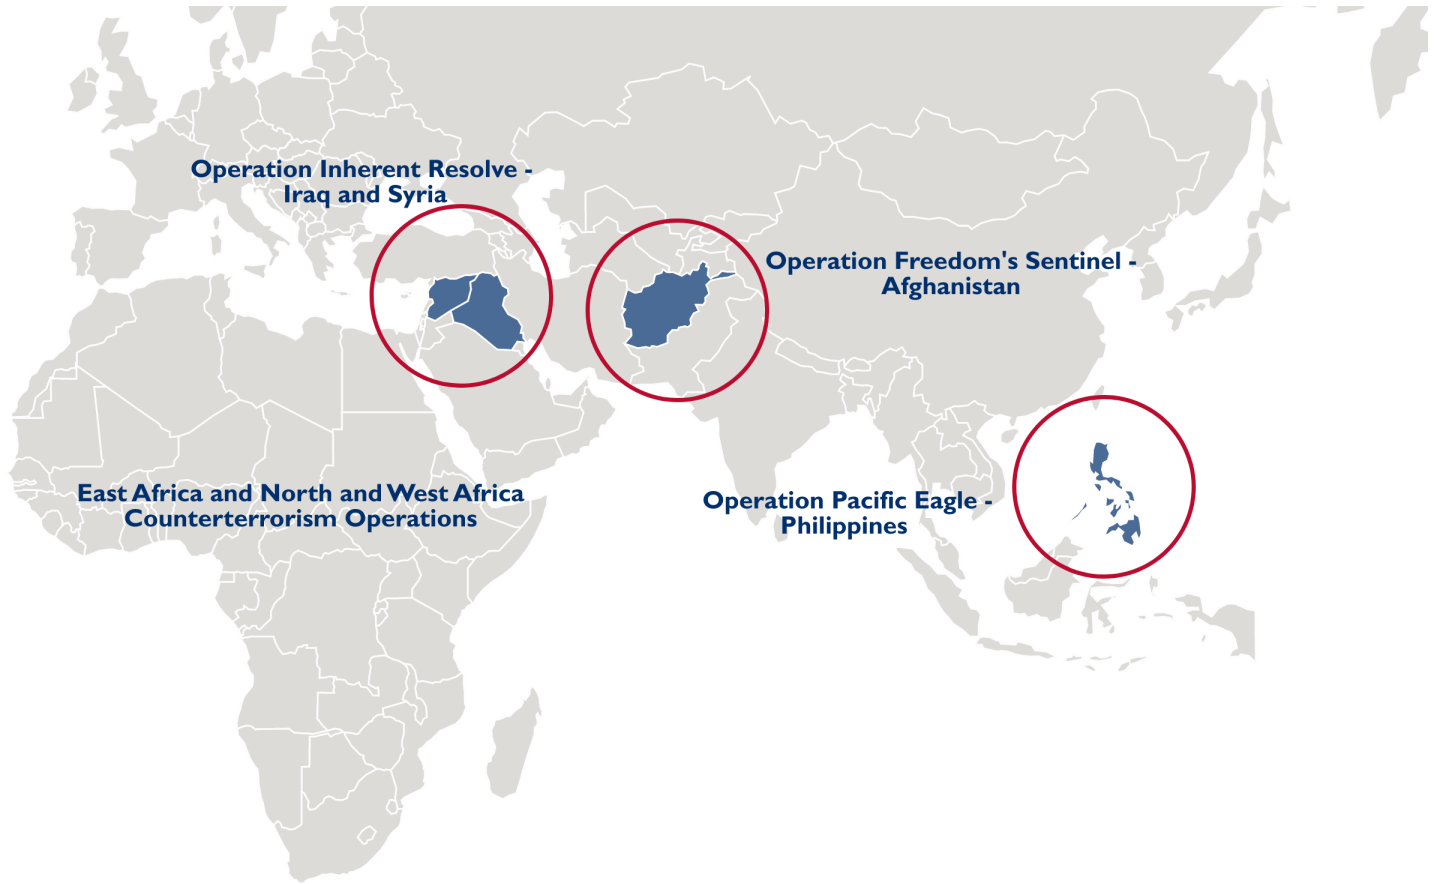 Operation Inherent Resolve -
Iraq and Syria
Operation Freedom's Sentinel -
Afghanistan
East Africa and North and West Africa
Counterterrorism Operations
Operation Pacific Eagle -
Philippines